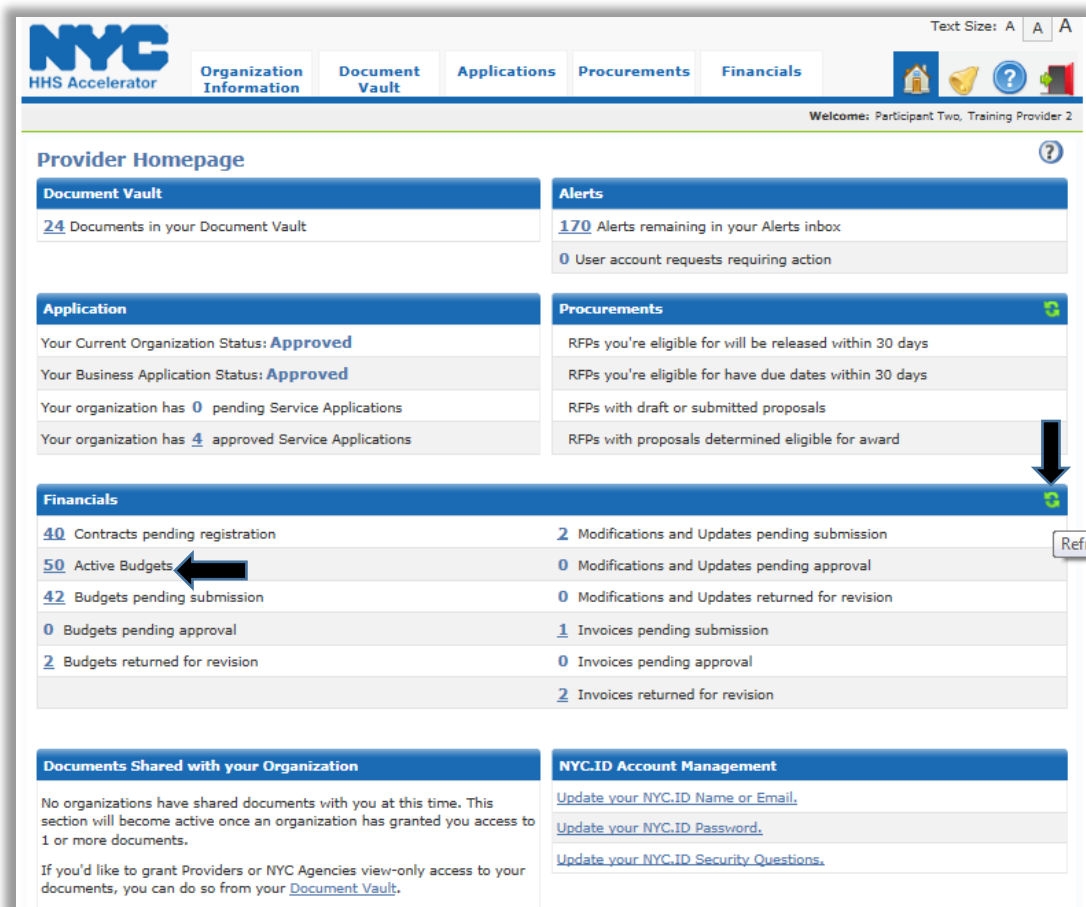 Text Size: A A A
NYC
HHS Accelerator
Organization Information
Document Vault
Applications
Procurements
Financials
Welcome: Participant Two, Training Provider 2
Provider Homepage
Document Vault
24 Documents in your Document Vault
Alerts
170 Alerts remaining in your Alerts inbox
0 User account requests requiring action
Application
Your Current Organization Status: Approved
Your Business Application Status: Approved
Your organization has 0 pending Service Applications
Your organization has 4 approved Service Applications
Procurements
RFPs you're eligible for will be released within 30 days
RFPs you're eligible for have due dates within 30 days
RFPs with draft or submitted proposals
RFPs with proposals determined eligible for award
Financials
40 Contracts pending registration
50 Active Budgets
42 Budgets pending submission
0 Budgets pending approval
2 Budgets returned for revision
2 Modifications and Updates pending submission
0 Modifications and Updates pending approval
0 Modifications and Updates returned for revision
1 Invoices pending submission
0 Invoices pending approval
2 Invoices returned for revision
Refr
Documents Shared with your Organization
No organizations have shared documents with you at this time. This
section will become active once an organization has granted you access to
1 or more documents.
If you'd like to grant Providers or NYC Agencies view-only access to your
documents, you can do so from your Document Vault.
NYC.ID Account Management
Update your NYC.ID Name or Email.
Update your NYC.ID Password.
Update your NYC.ID Security Questions.